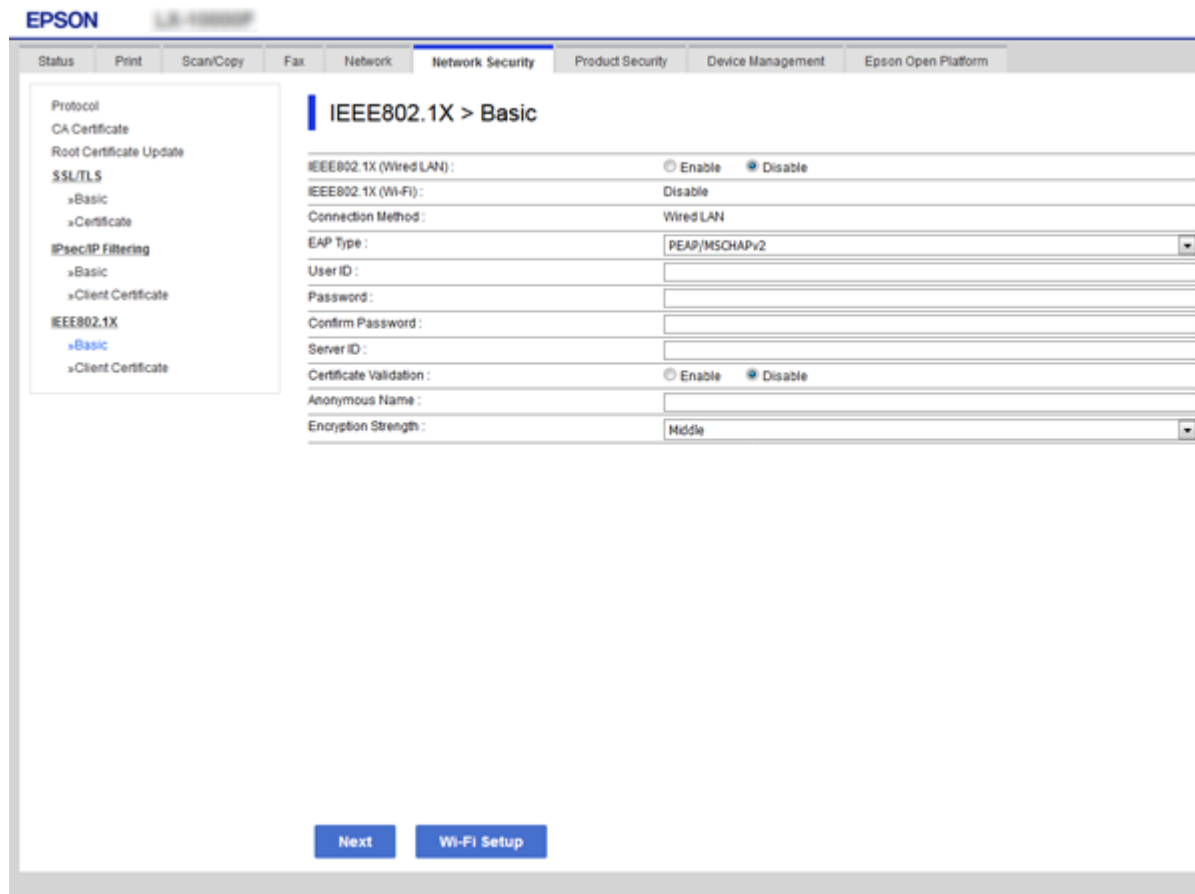 EPSON
Status Print Scan/Copy Fax Network Network Security Product Security Device Management Epson Open Platform
Protocol
CA Certificate
Root Certificate Update
SSL/TLS
»Basic
»Certificate
IPsec/IP Filtering
»Basic
»Client Certificate
IEEE802.1X
»Basic
»Client Certificate
IEEE802.1X > Basic
IEEE802.1X (Wired LAN) : Enable Disable
IEEE802.1X (Wi-Fi) : Disable
Connection Method : Wired LAN
EAP Type : PEAP/MSCHAPv2
User ID :
Password :
Confirm Password :
Server ID :
Certificate Validation : Enable Disable
Anonymous Name :
Encryption Strength : Middle
Next Wi-Fi Setup